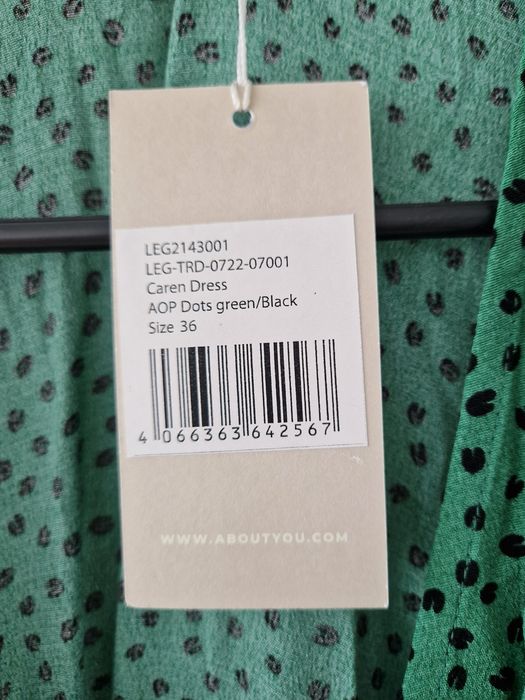 LEG2143001
LEG-TRD-0722-07001
Caren Dress
AOP Dots green/Black
Size 36
4 066363 642567
WWW.ABOUTYOU.COM